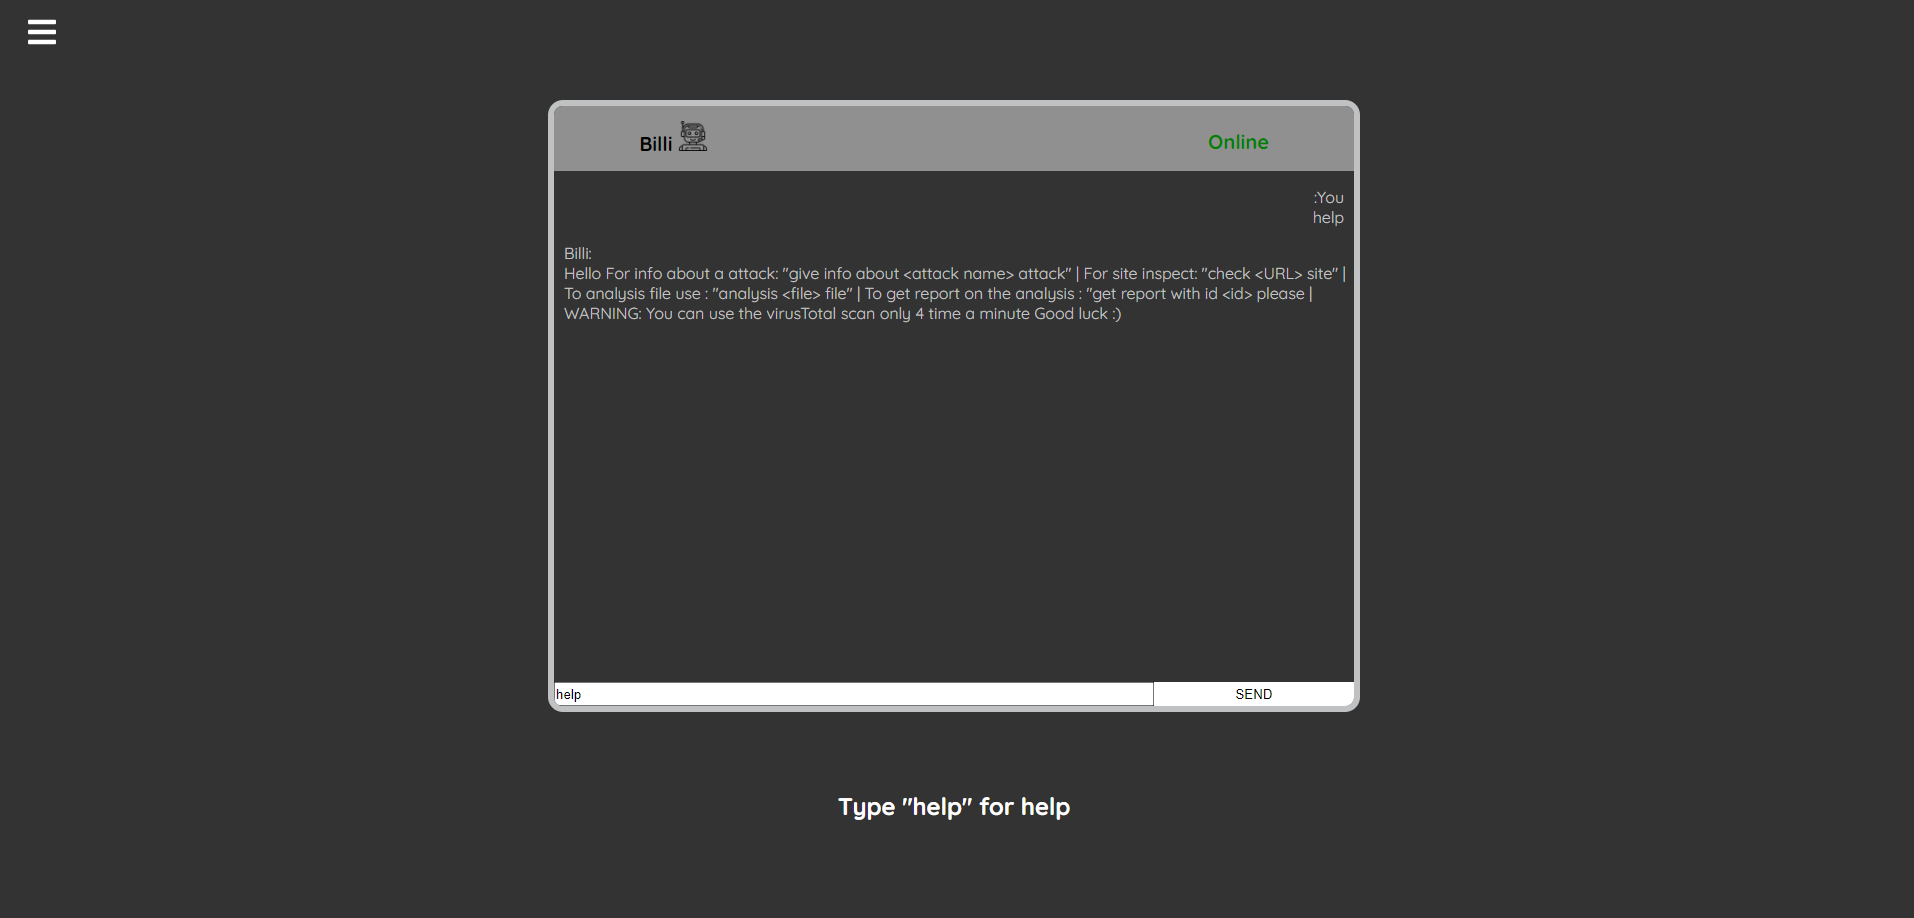 Billi
Online
:You
help
Billi:
Hello For info about a attack: "give info about <attack name> attack" | For site inspect: "check <URL> site" |
To analysis file use : "analysis <file> file" | To get report on the analysis : "get report with id <id> please |
WARNING: You can use the virusTotal scan only 4 time a minute Good luck :)
help
SEND
Type "help" for help